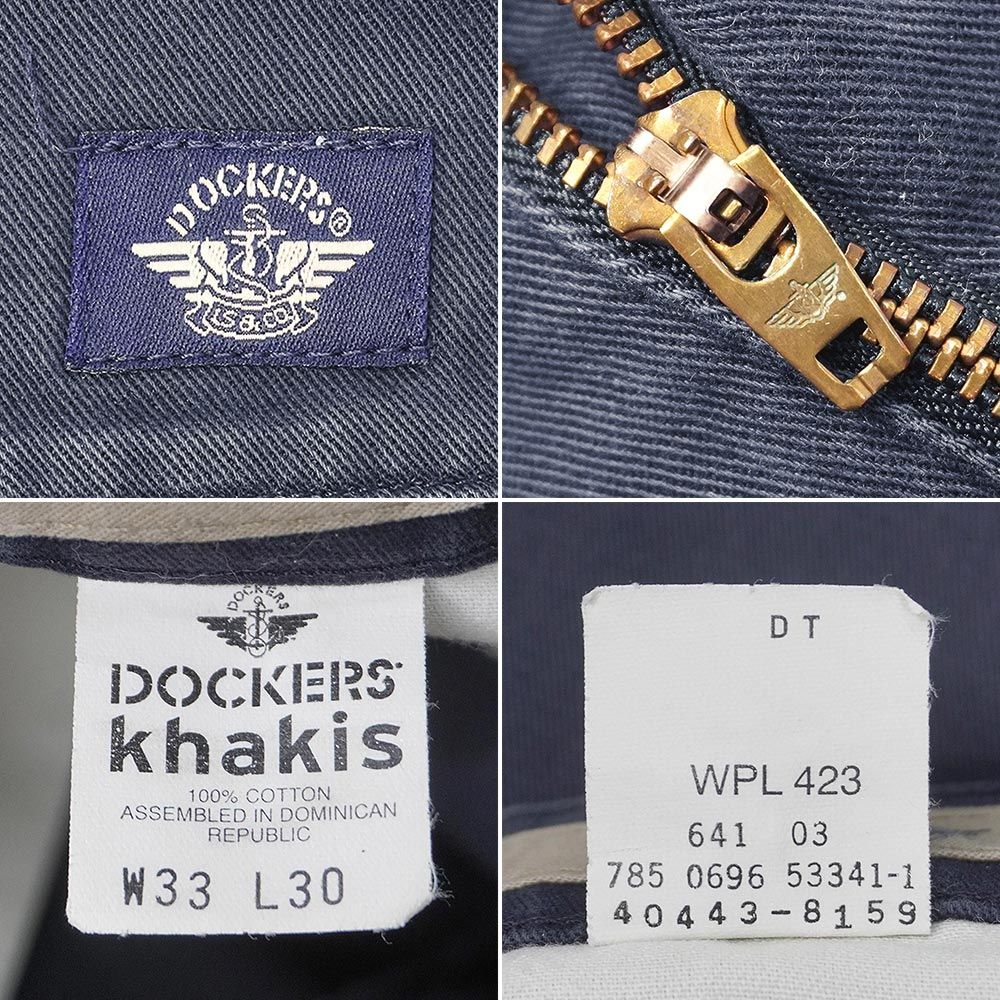 DOCKERS®
LS & CO.
DOCKERS
DOCKERS
khakis
100% COTTON
ASSEMBLED IN DOMINICAN
REPUBLIC
W33 L30
DT
WPL 423
641 03
785 0696 53341-1
40443-8159